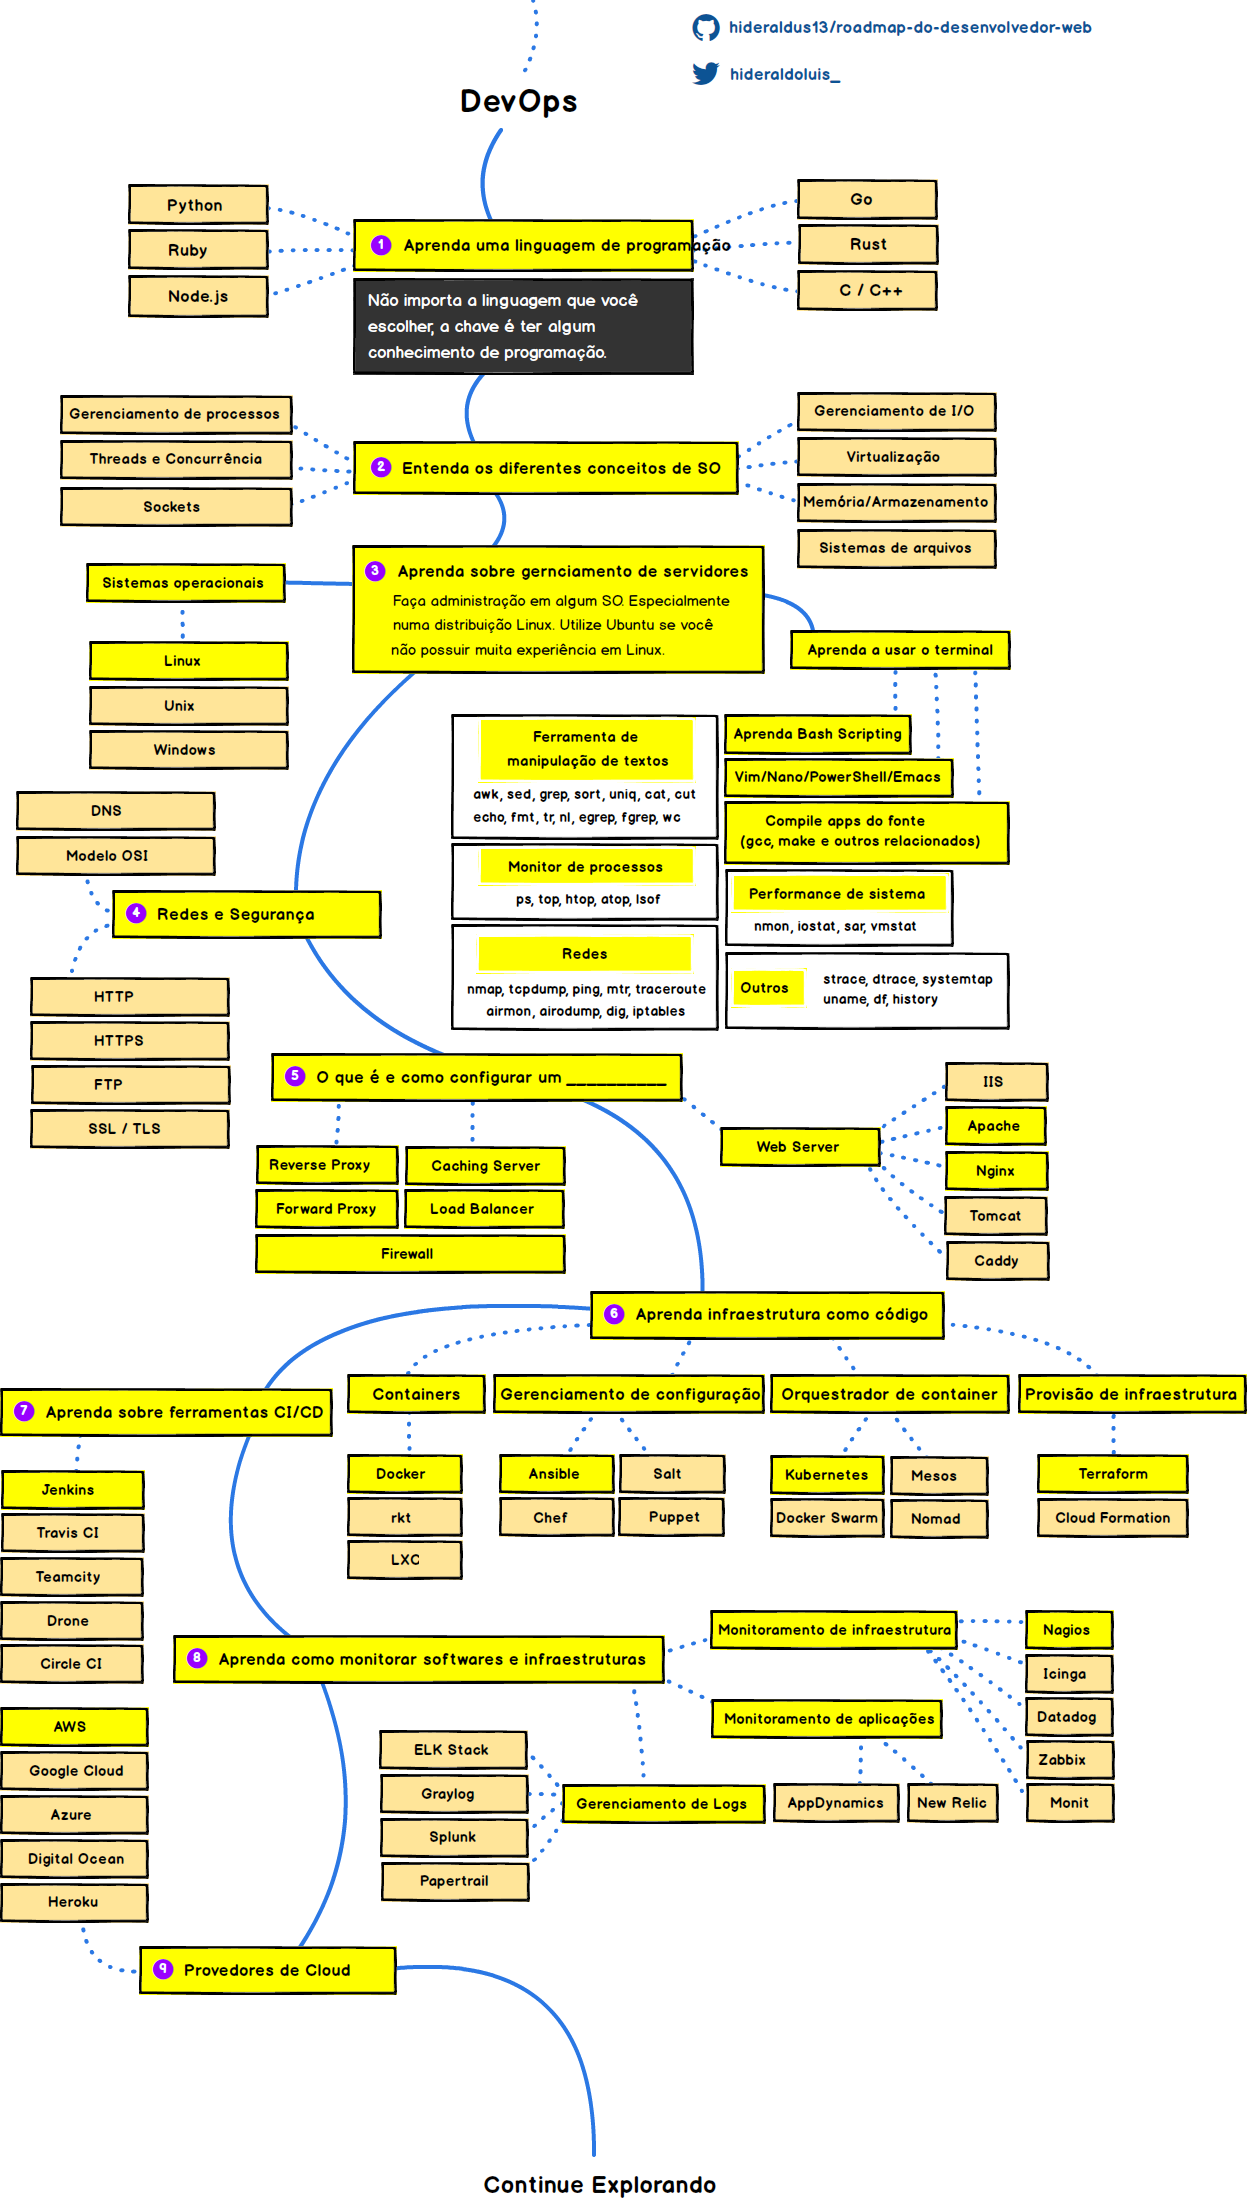 hideraldus13/roadmap-do-desenvolvedor-web
hideraldoluis_
DevOps
Python
Ruby
Node.js
1 Aprenda uma linguagem de programação
Go
Rust
C / C++
Não importa a linguagem que você
escolher, a chave é ter algum
conhecimento de programação.
Gerenciamento de processos
Threads e Concurrência
Sockets
2 Entenda os diferentes conceitos de SO
Gerenciamento de I/O
Virtualização
Memória/Armazenamento
Sistemas de arquivos
3 Aprenda sobre gernciamento de servidores
Faça administração em algum SO. Especialmente
numa distribuição Linux. Utilize Ubuntu se você
não possuir muita experiência em Linux.
Sistemas operacionais
Linux
Unix
Windows
Aprenda a usar o terminal
Ferramenta de
manipulação de textos
awk, sed, grep, sort, uniq, cat, cut
echo, fmt, tr, nl, egrep, fgrep, wc
Monitor de processos
ps, top, htop, atop, lsof
Redes
nmap, tcpdump, ping, mtr, traceroute
airmon, airodump, dig, iptables
Aprenda Bash Scripting
Vim/Nano/PowerShell/Emacs
Compile apps do fonte
(gcc, make e outros relacionados)
Performance de sistema
nmon, iostat, sar, vmstat
Outros
strace, dtrace, systemtap
uname, df, history
DNS
Modelo OSI
4 Redes e Segurança
HTTP
HTTPS
FTP
SSL / TLS
5 O que é e como configurar um __________
Reverse Proxy
Caching Server
Forward Proxy
Load Balancer
Firewall
Web Server
IIS
Apache
Nginx
Tomcat
Caddy
6 Aprenda infraestrutura como código
Containers
Docker
rkt
LXC
Gerenciamento de configuração
Ansible
Salt
Chef
Puppet
Orquestrador de container
Kubernetes
Mesos
Docker Swarm
Nomad
Provisão de infraestrutura
Terraform
Cloud Formation
7 Aprenda sobre ferramentas CI/CD
Jenkins
Travis CI
Teamcity
Drone
Circle CI
8 Aprenda como monitorar softwares e infraestruturas
Monitoramento de infraestrutura
Nagios
Icinga
Datadog
Zabbix
Monit
Monitoramento de aplicações
AppDynamics
New Relic
Gerenciamento de Logs
ELK Stack
Graylog
Splunk
Papertrail
AWS
Google Cloud
Azure
Digital Ocean
Heroku
9 Provedores de Cloud
Continue Explorando